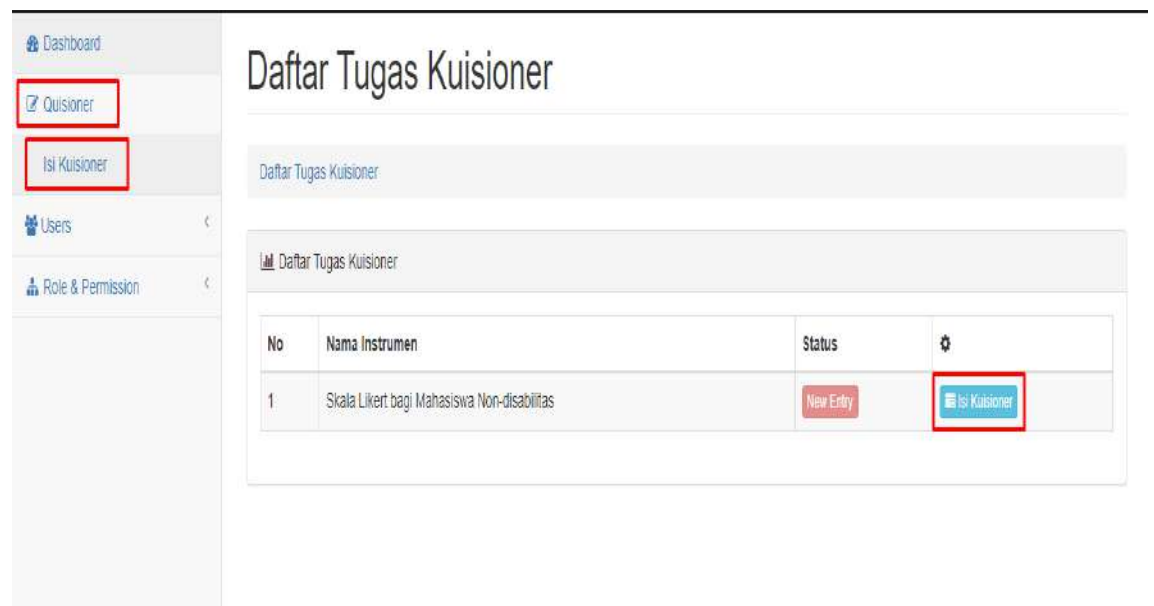 Dashboard
Quisioner
Isi Kuisioner
Users
Role & Permission
Daftar Tugas Kuisioner
Daftar Tugas Kuisioner
Daftar Tugas Kuisioner
No Nama Instrumen Status
1 Skala Likert bagi Mahasiswa Non-disabilitas New Entry Isi Kuisioner